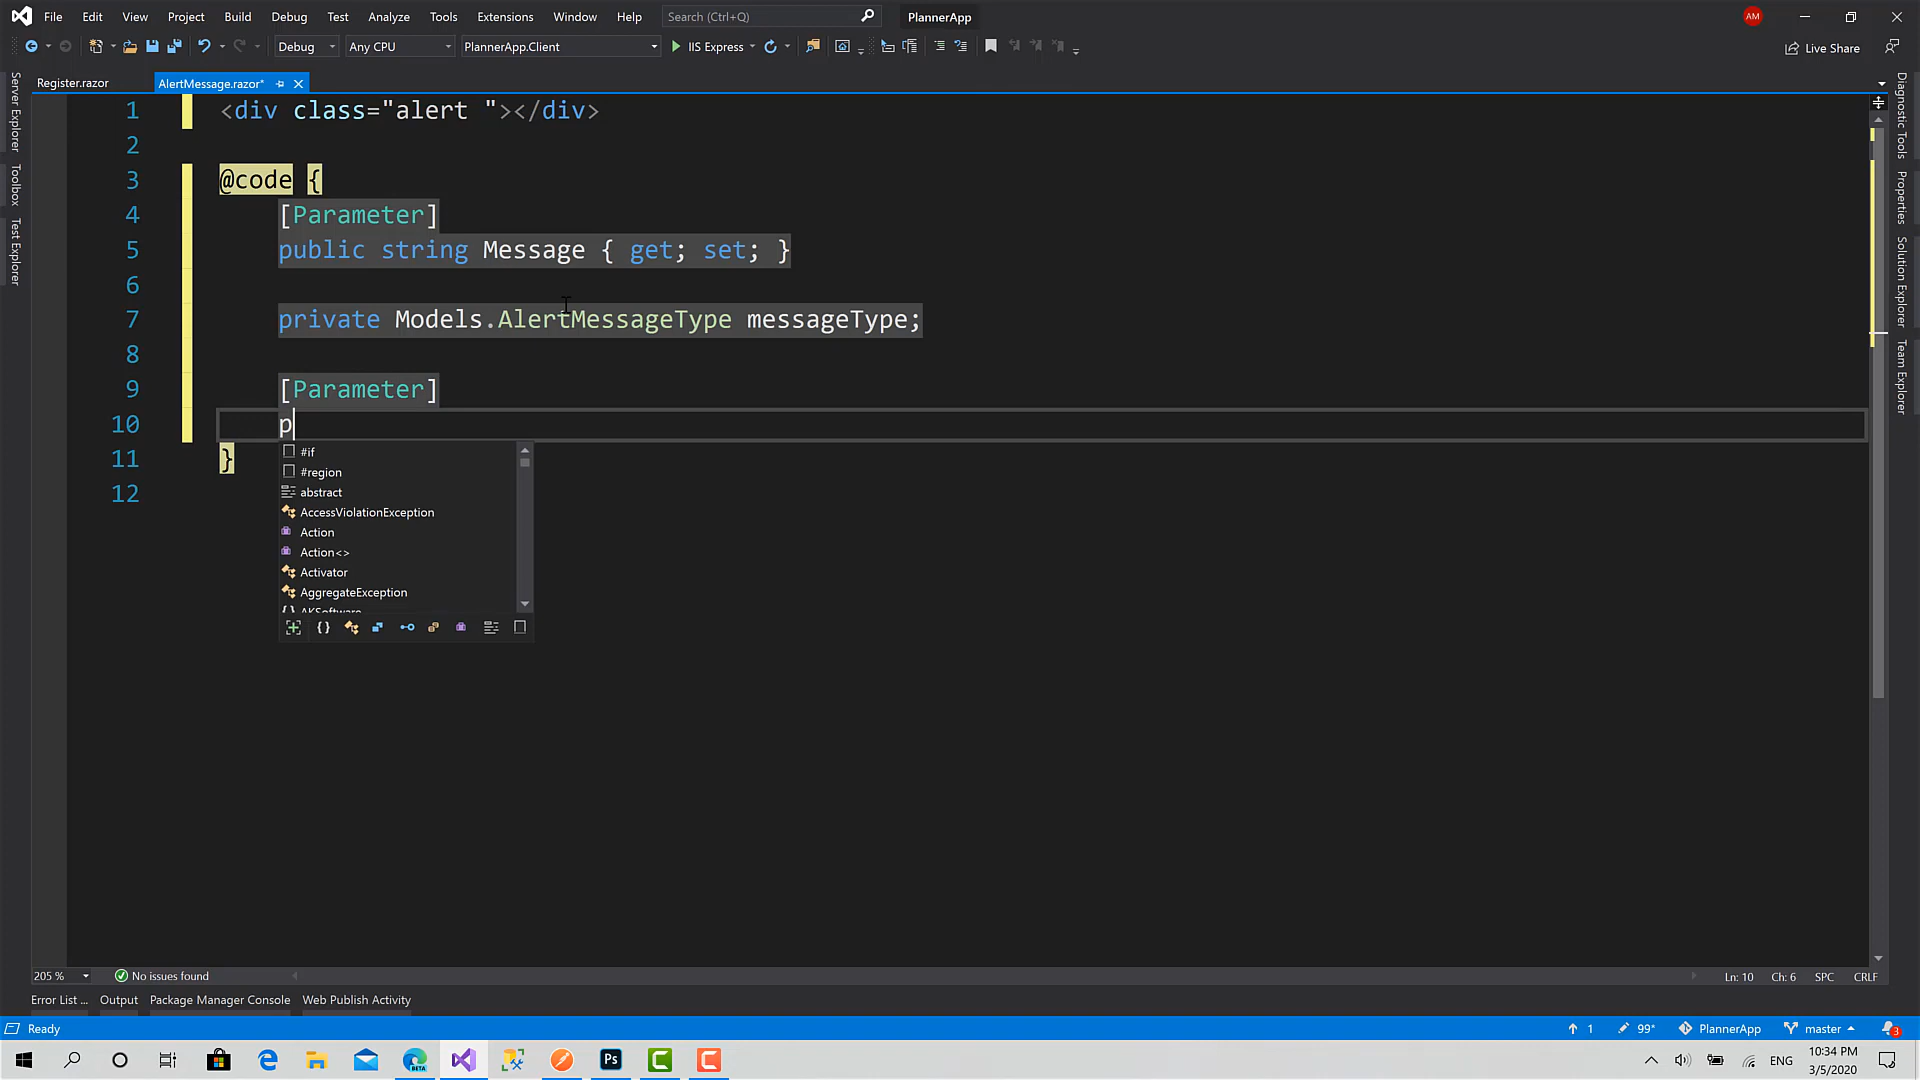 File Edit View Project Build Debug Test Analyze Tools Extensions Window Help Search (Ctrl+Q) PlannerApp AM
Debug Any CPU PlannerApp.Client IIS Express Live Share
Register.razor AlertMessage.razor*
Server Explorer
Toolbox
Test Explorer
1 <div class="alert "></div>
2
3 @code {
4 [Parameter]
5 public string Message { get; set; }
6
7 private Models.AlertMessageType messageType;
8
9 [Parameter]
10 p
11 }
12
#if
#region
abstract
AccessViolationException
Action
Action<>
Activator
AggregateException
AKSoftware
Diagnostic Tools
Properties
Solution Explorer
Team Explorer
205 % No issues found Ln: 10 Ch: 6 SPC CRLF
Error List ... Output Package Manager Console Web Publish Activity
Ready 1 99* PlannerApp master 3
BETA Ps ENG 10:34 PM
3/5/2020